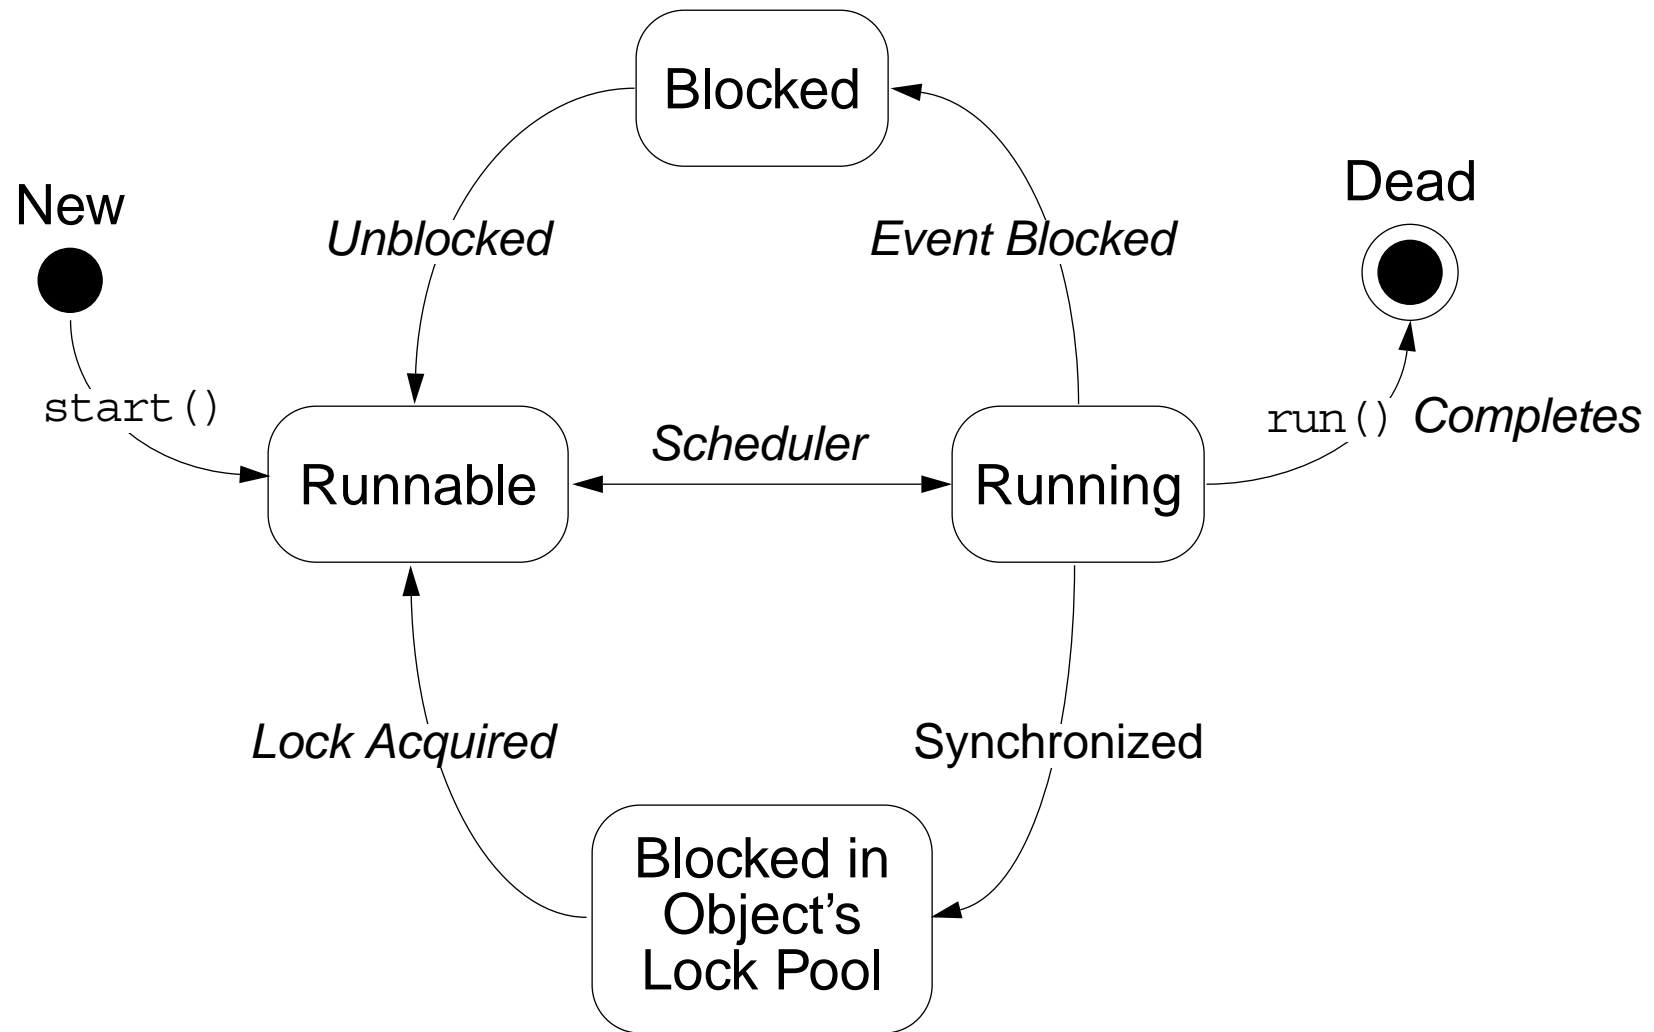 Blocked
Dead
New
Unblocked
Event Blocked
start()
run() Completes
Scheduler
Runnable
Running
Lock Acquired
Synchronized
Blocked in
Object’s
Lock Pool